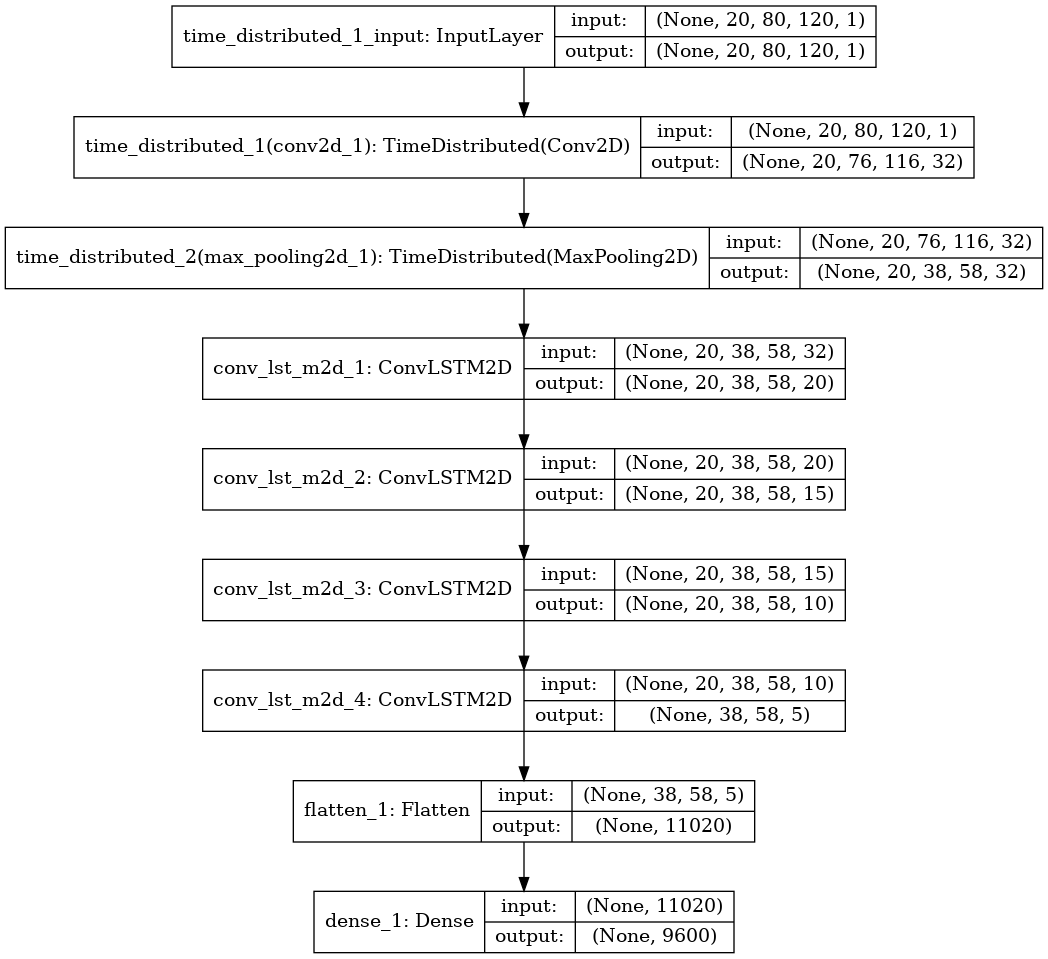 time_distributed_1_input: InputLayer
input: (None, 20, 80, 120, 1)
output: (None, 20, 80, 120, 1)
time_distributed_1(conv2d_1): TimeDistributed(Conv2D)
input: (None, 20, 80, 120, 1)
output: (None, 20, 76, 116, 32)
time_distributed_2(max_pooling2d_1): TimeDistributed(MaxPooling2D)
input: (None, 20, 76, 116, 32)
output: (None, 20, 38, 58, 32)
conv_lst_m2d_1: ConvLSTM2D
input: (None, 20, 38, 58, 32)
output: (None, 20, 38, 58, 20)
conv_lst_m2d_2: ConvLSTM2D
input: (None, 20, 38, 58, 20)
output: (None, 20, 38, 58, 15)
conv_lst_m2d_3: ConvLSTM2D
input: (None, 20, 38, 58, 15)
output: (None, 20, 38, 58, 10)
conv_lst_m2d_4: ConvLSTM2D
input: (None, 20, 38, 58, 10)
output: (None, 38, 58, 5)
flatten_1: Flatten
input: (None, 38, 58, 5)
output: (None, 11020)
dense_1: Dense
input: (None, 11020)
output: (None, 9600)